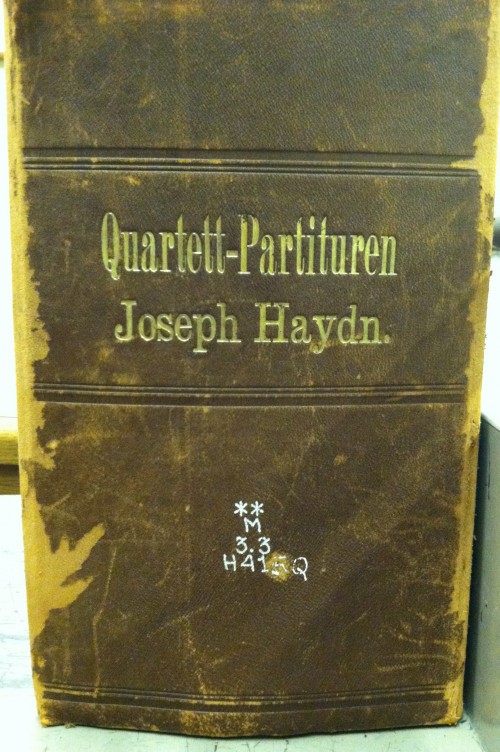 Quartett-Partituren
Joseph Haydn.
**
M
3.3
H415Q